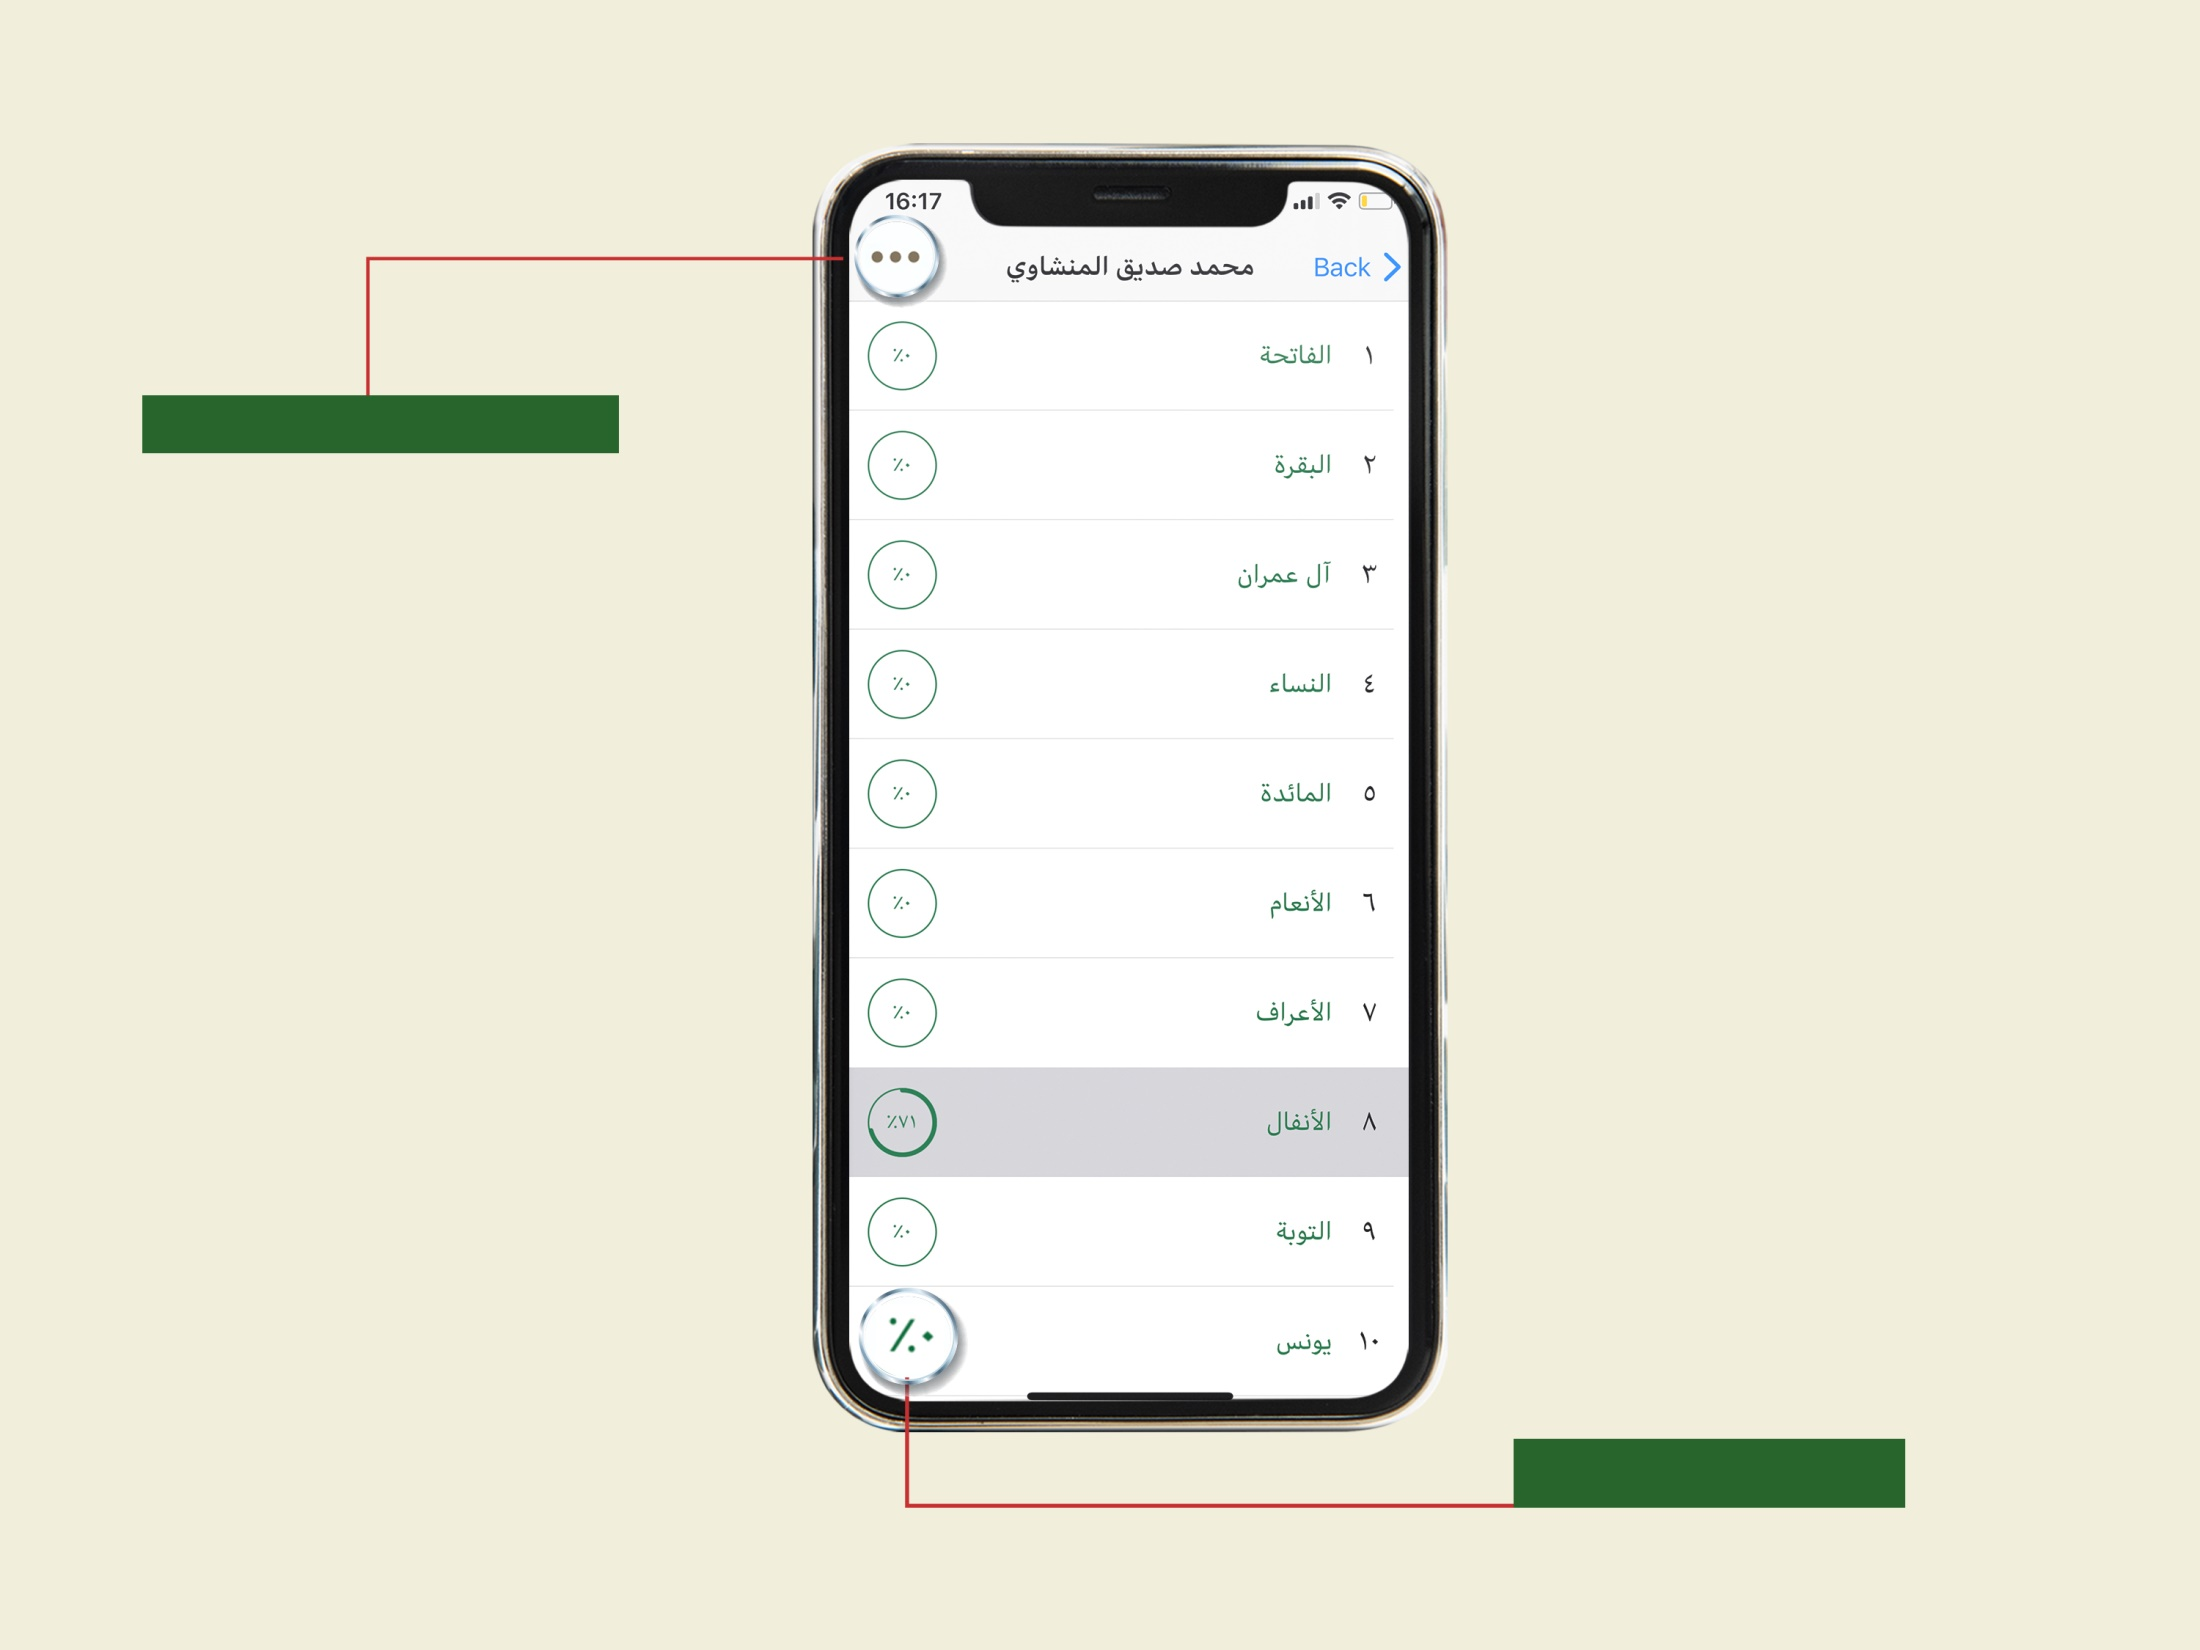 16:17
محمد صديق المنشاوي
Back
١ الفاتحة ٠٪
٢ البقرة ٠٪
٣ آل عمران ٠٪
٤ النساء ٠٪
٥ المائدة ٠٪
٦ الأنعام ٠٪
٧ الأعراف ٠٪
٨ الأنفال ٧١٪
٩ التوبة ٠٪
١٠ يونس ٠٪